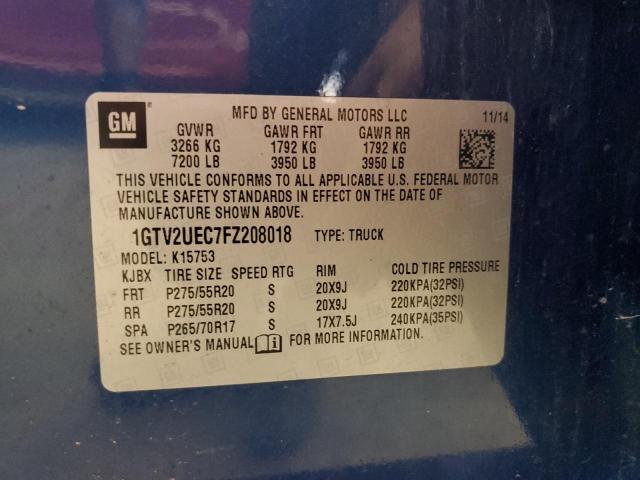 GM
MFD BY GENERAL MOTORS LLC 11/14
GVWR GAWR FRT GAWR RR
3266 KG 1792 KG 1792 KG
7200 LB 3950 LB 3950 LB
THIS VEHICLE CONFORMS TO ALL APPLICABLE U.S. FEDERAL MOTOR
VEHICLE SAFETY STANDARDS IN EFFECT ON THE DATE OF
MANUFACTURE SHOWN ABOVE.
1GTV2UEC7FZ208018 TYPE: TRUCK
MODEL: K15753
KJBX TIRE SIZE SPEED RTG RIM COLD TIRE PRESSURE
FRT P275/55R20 S 20X9J 220KPA(32PSI)
RR P275/55R20 S 20X9J 220KPA(32PSI)
SPA P265/70R17 S 17X7.5J 240KPA(35PSI)
SEE OWNER'S MANUAL FOR MORE INFORMATION.